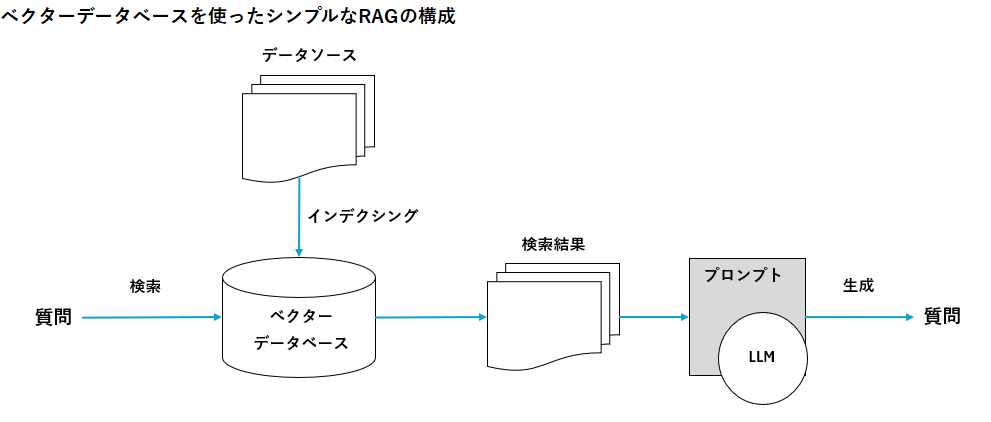 ベクターデータベースを使ったシンプルなRAGの構成
データソース
インデクシング
質問
検索
ベクター
データベース
検索結果
プロンプト
LLM
生成
質問